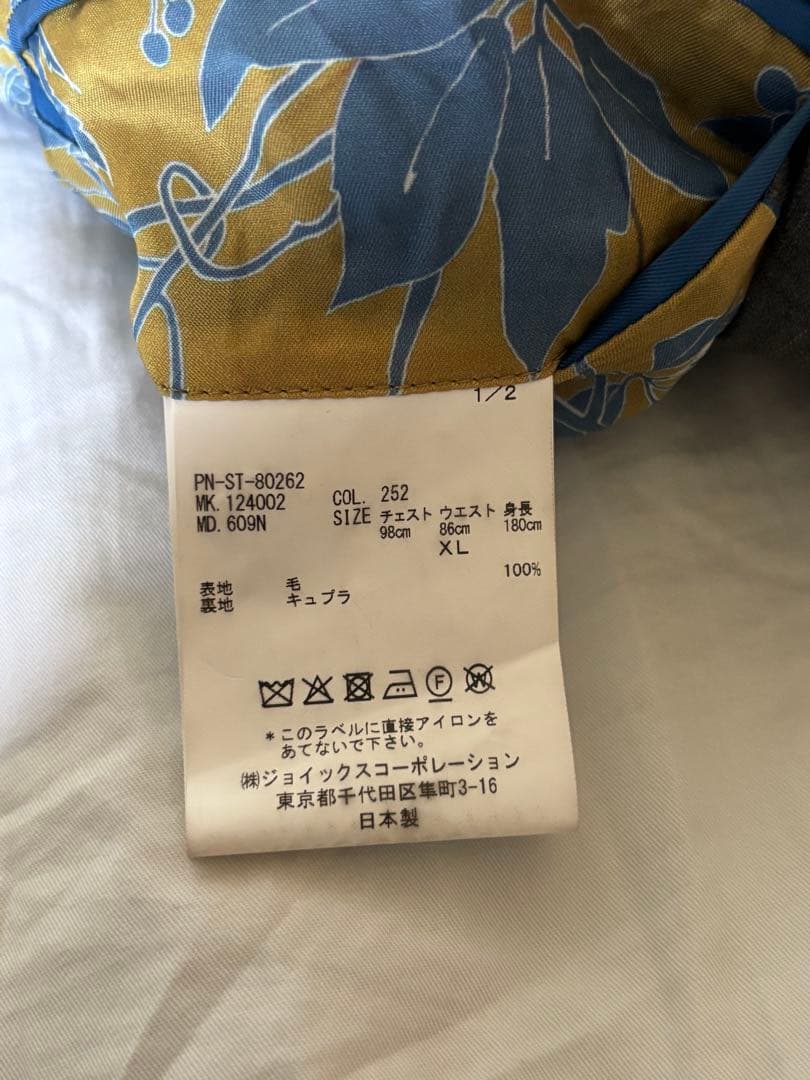 1/2
PN-ST-80262
MK. 124002 COL. 252
MD. 609N SIZE チェスト ウエスト 身長
98cm 86cm 180cm
XL
100%
表地 毛
裏地 キュプラ
F W
*このラベルに直接アイロンを
あてないで下さい。
㈱ジョイックスコーポレーション
東京都千代田区隼町3-16
日本製